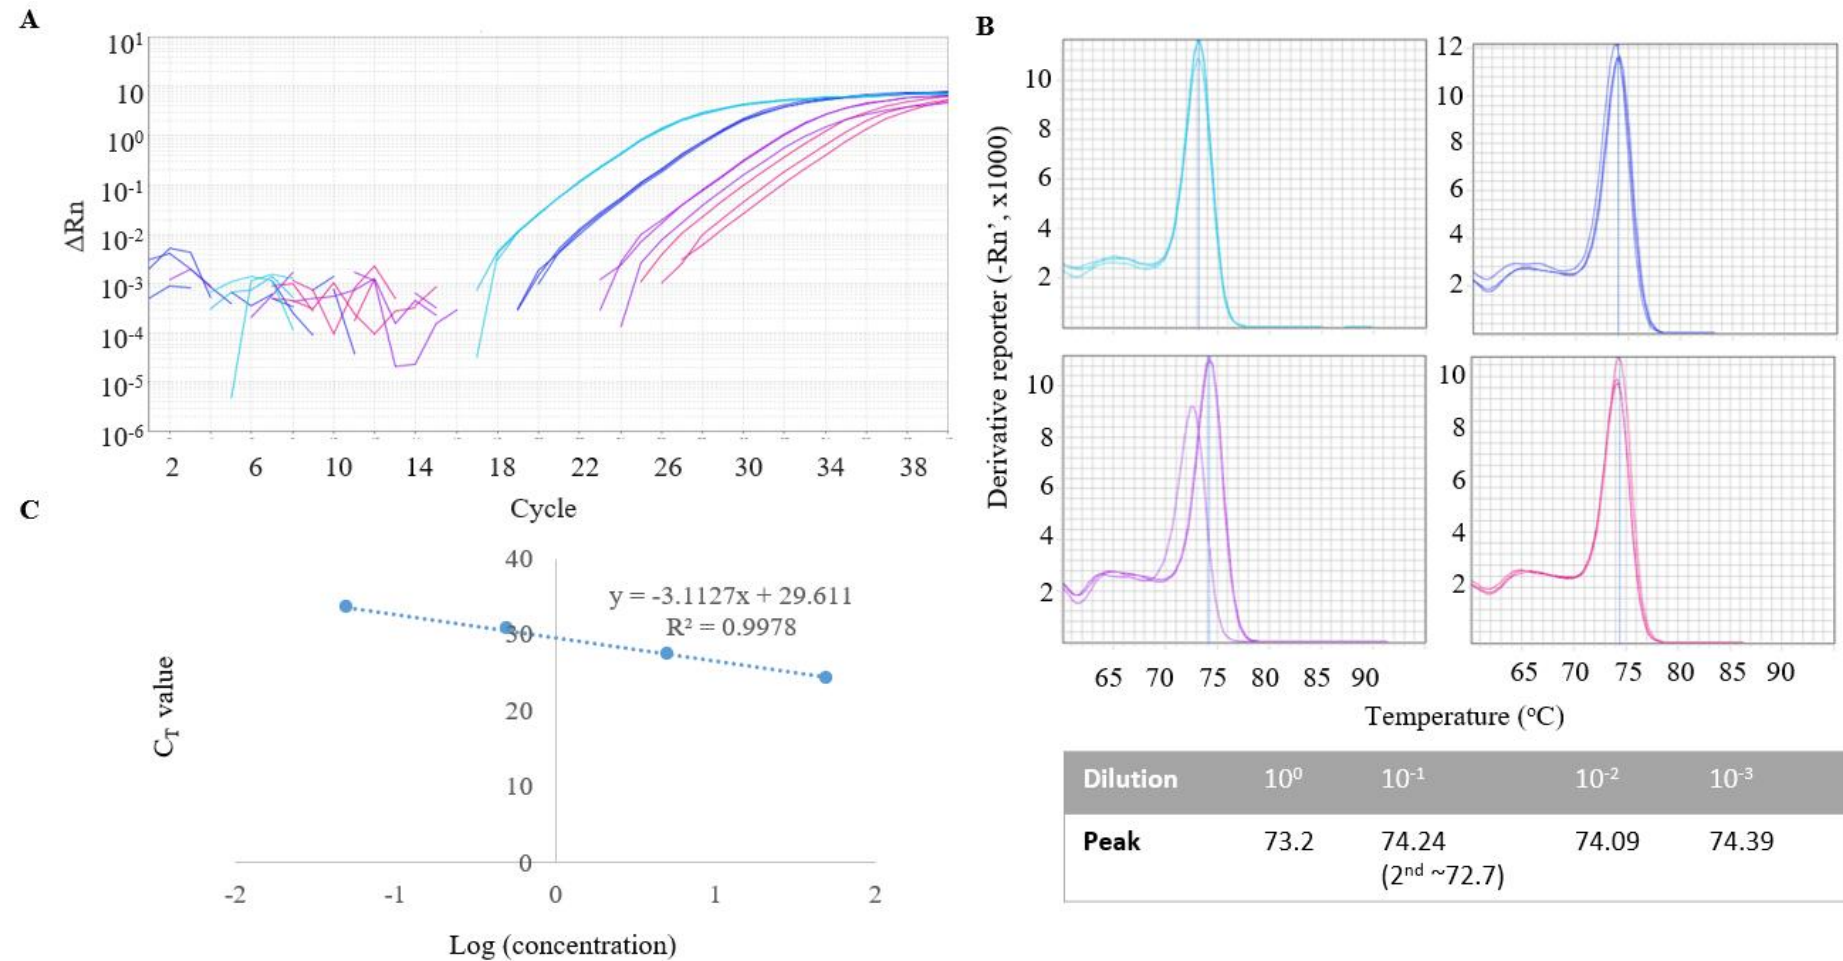 A
10¹
10
10⁰
10⁻¹
10⁻²
10⁻³
10⁻⁴
10⁻⁵
10⁻⁶
ΔRn
2 6 10 14 18 22 26 30 34 38
Cycle
B
10
8
6
4
2
12
10
8
6
4
2
10
8
6
4
2
10
8
6
4
2
Derivative reporter (-Rn’, x1000)
65 70 75 80 85 90
65 70 75 80 85 90
Temperature (°C)
Dilution 10⁰ 10⁻¹ 10⁻² 10⁻³
Peak 73.2 74.24 74.09 74.39
(2ⁿᵈ ~72.7)
C
40
30
20
10
0
y = -3.1127x + 29.611
R² = 0.9978
C_T value
-2 -1 0 1 2
Log (concentration)